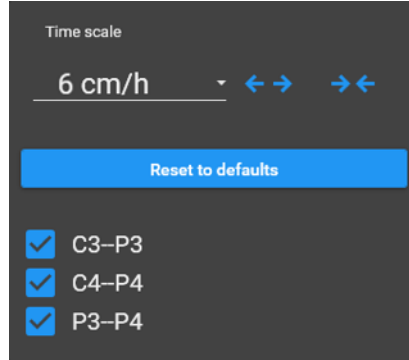 Time scale
6 cm/h
Reset to defaults
C3--P3
C4--P4
P3--P4